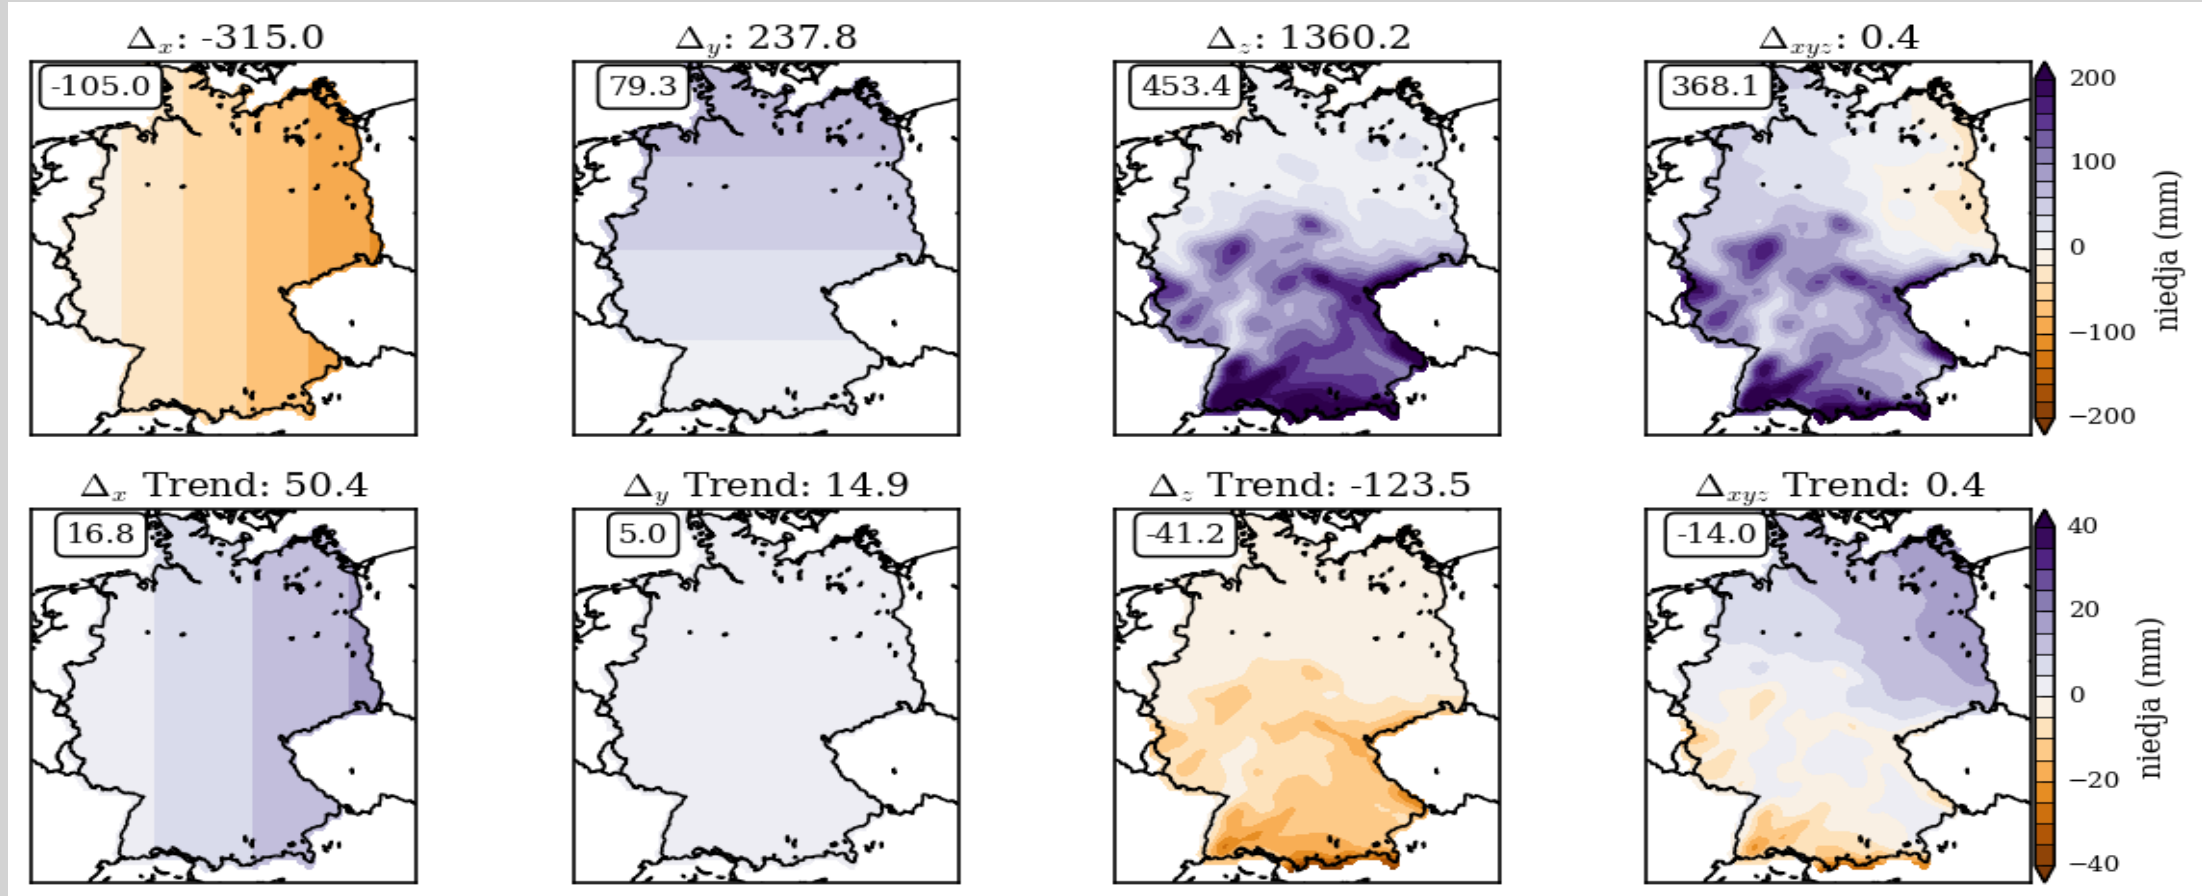 Δx: -315.0
Δy: 237.8
Δz: 1360.2
Δxyz: 0.4
-105.0
79.3
453.4
368.1
200
100
0
−100
−200
niedja (mm)
Δx Trend: 50.4
Δy Trend: 14.9
Δz Trend: -123.5
Δxyz Trend: 0.4
16.8
5.0
-41.2
-14.0
40
20
0
−20
−40
niedja (mm)